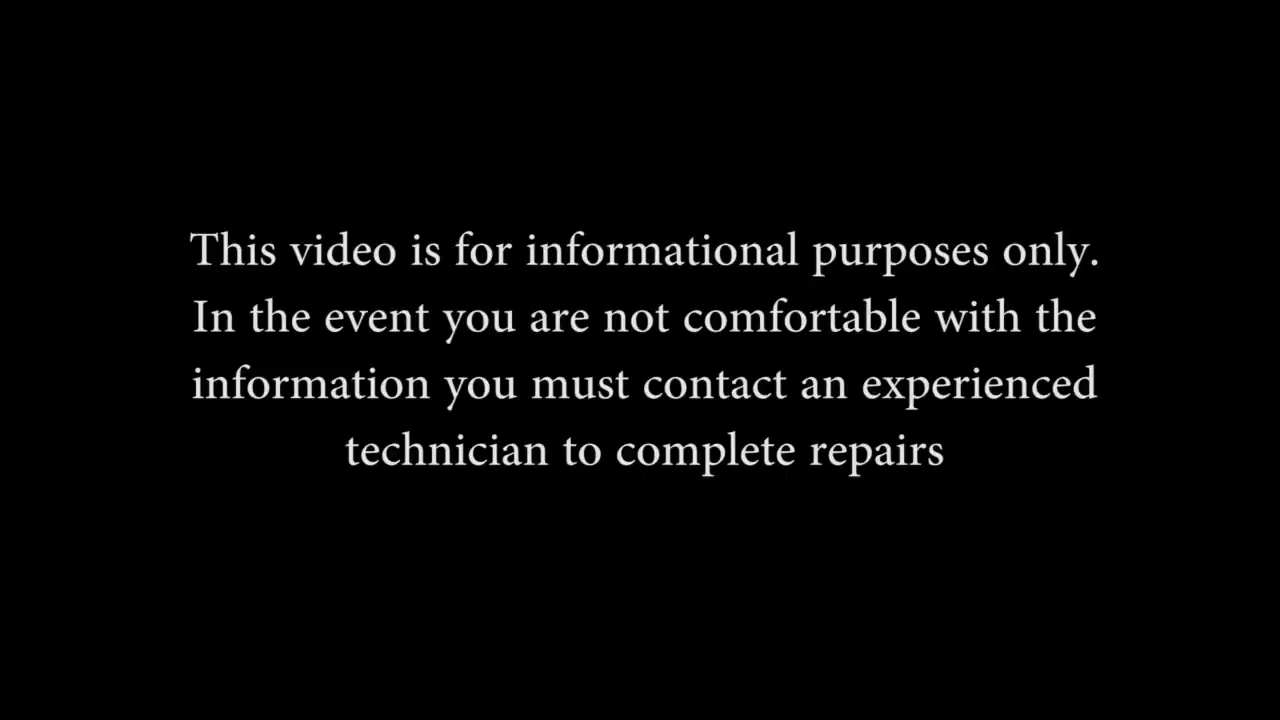 This video is for informational purposes only.
In the event you are not comfortable with the
information you must contact an experienced
technician to complete repairs